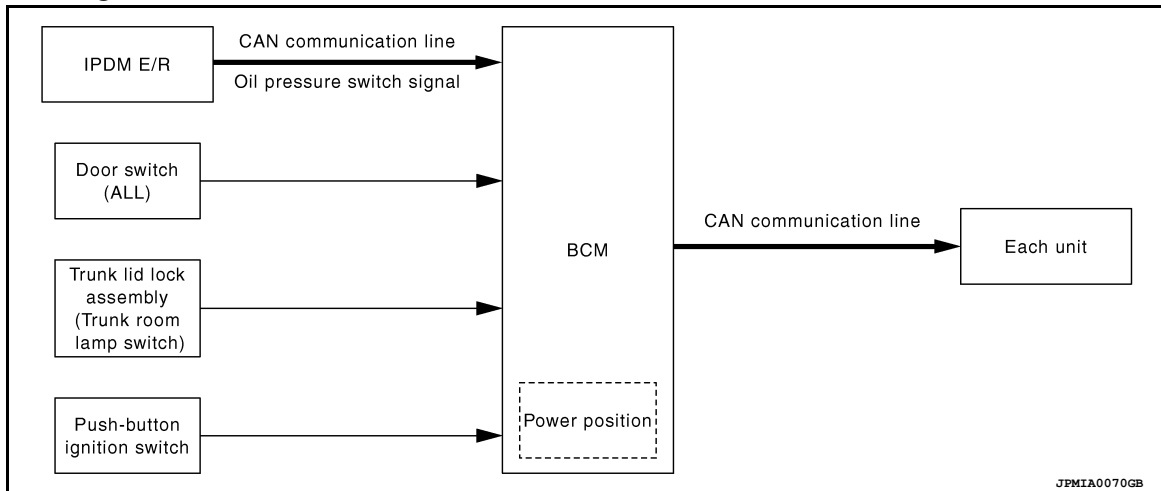 IPDM E/R
CAN communication line
Oil pressure switch signal
Door switch
(ALL)
Trunk lid lock
assembly
(Trunk room
lamp switch)
Push-button
ignition switch
BCM
Power position
CAN communication line
Each unit
JPMIA0070GB